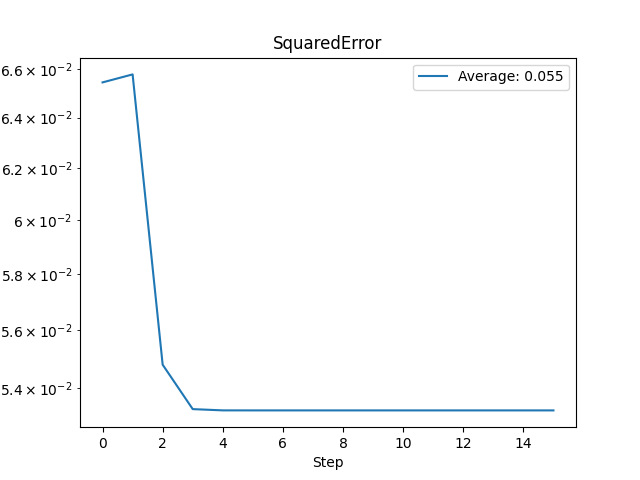 SquaredError
Average: 0.055
6.6 × 10⁻²
6.4 × 10⁻²
6.2 × 10⁻²
6 × 10⁻²
5.8 × 10⁻²
5.6 × 10⁻²
5.4 × 10⁻²
0 2 4 6 8 10 12 14
Step